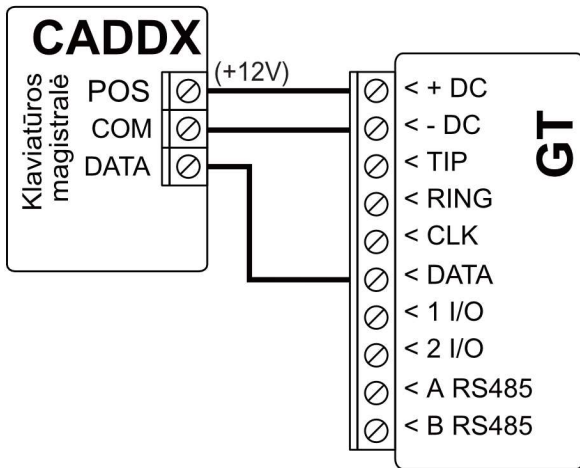 CADDX
Klaviatūros
magistralė
POS
COM
DATA
(+12V)
GT
< + DC
< - DC
< TIP
< RING
< CLK
< DATA
< 1 I/O
< 2 I/O
< A RS485
< B RS485